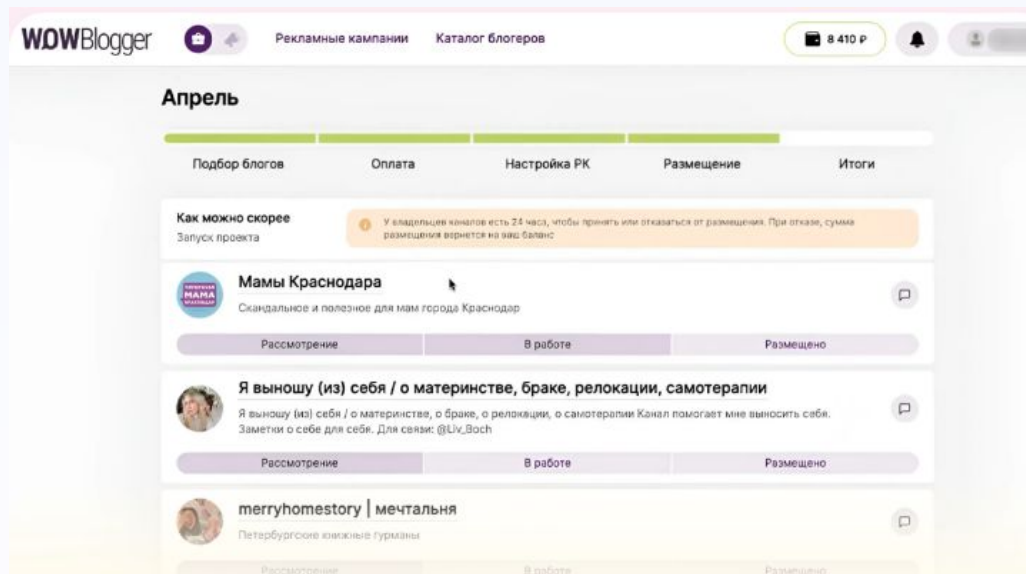 WOWBlogger
Рекламные кампании
Каталог блогеров
8 410 ₽
Апрель
Подбор блогов
Оплата
Настройка РК
Размещение
Итоги
Как можно скорее
Запуск проекта
У владельцев каналов есть 24 часа, чтобы принять или отказаться от размещения. При отказе, сумма
размещения вернется на ваш баланс
МАМА
Мамы Краснодара
Скандальное и полезное для мам города Краснодар
Рассмотрение
В работе
Размещено
Я выношу (из) себя / о материнстве, браке, релокации, самотерапии
Я выношу (из) себя / о материнстве, о браке, о релокации, о самотерапии Канал помогает мне выносить себя.
Заметки о себе для себя. Для связи: @Liv_Boch
Рассмотрение
В работе
Размещено
merryhomestory | мечтальня
Петербургские книжные гурманы
Рассмотрение
В работе
Размещено